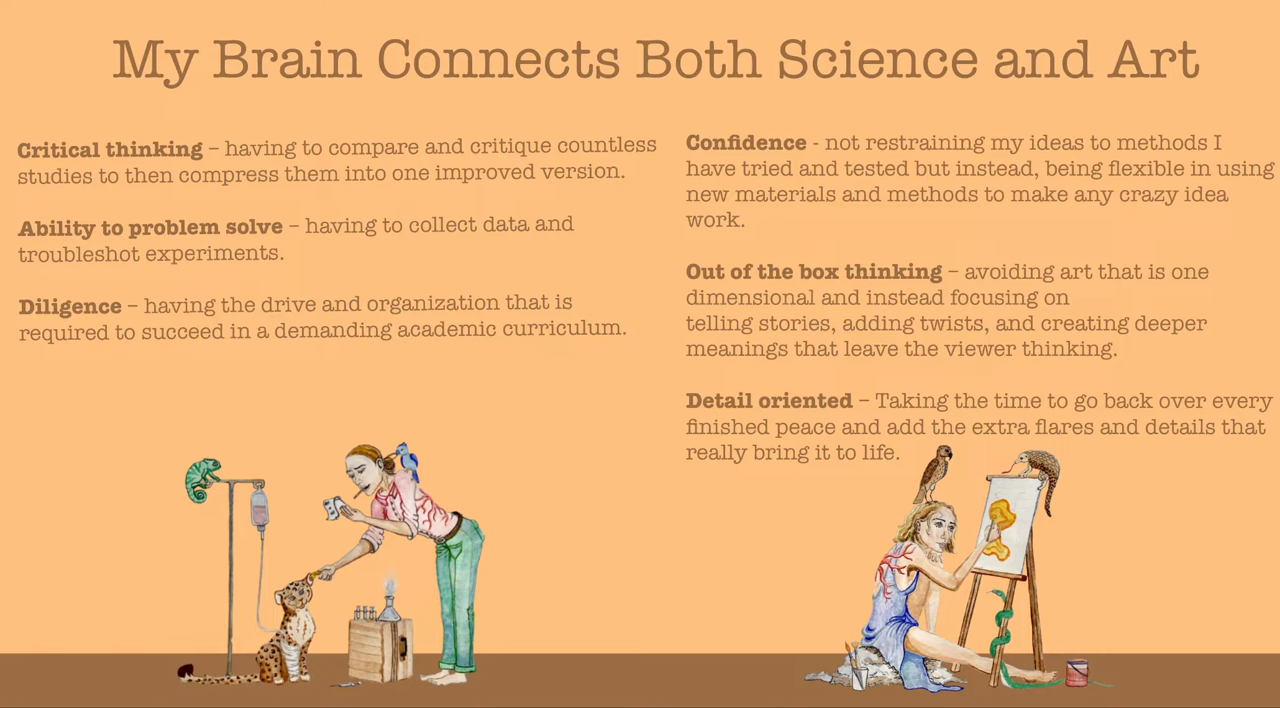 My Brain Connects Both Science and Art
Critical thinking – having to compare and critique countless
studies to then compress them into one improved version.
Ability to problem solve – having to collect data and
troubleshot experiments.
Diligence – having the drive and organization that is
required to succeed in a demanding academic curriculum.
Confidence - not restraining my ideas to methods I
have tried and tested but instead, being flexible in using
new materials and methods to make any crazy idea
work.
Out of the box thinking – avoiding art that is one
dimensional and instead focusing on
telling stories, adding twists, and creating deeper
meanings that leave the viewer thinking.
Detail oriented – Taking the time to go back over every
finished peace and add the extra flares and details that
really bring it to life.